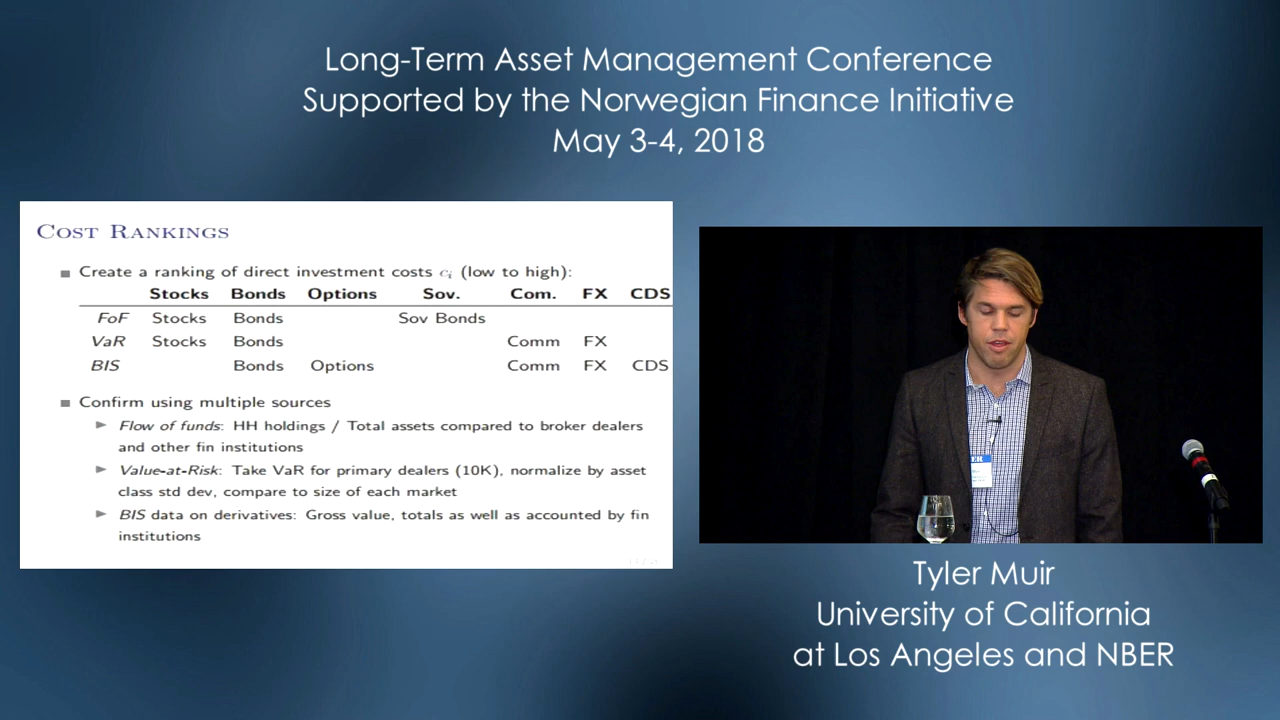 Long-Term Asset Management Conference
Supported by the Norwegian Finance Initiative
May 3-4, 2018
Cost Rankings
Create a ranking of direct investment costs cᵢ (low to high):
Stocks Bonds Options Sov. Com. FX CDS
FoF Stocks Bonds Sov Bonds
VaR Stocks Bonds Comm FX
BIS Bonds Options Comm FX CDS
Confirm using multiple sources
Flow of funds: HH holdings / Total assets compared to broker dealers
and other fin institutions
Value-at-Risk: Take VaR for primary dealers (10K), normalize by asset
class std dev, compare to size of each market
BIS data on derivatives: Gross value, totals as well as accounted by fin
institutions
Tyler Muir
University of California
at Los Angeles and NBER